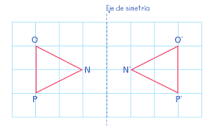 Eje de simetría
O O´
N N´
P P´